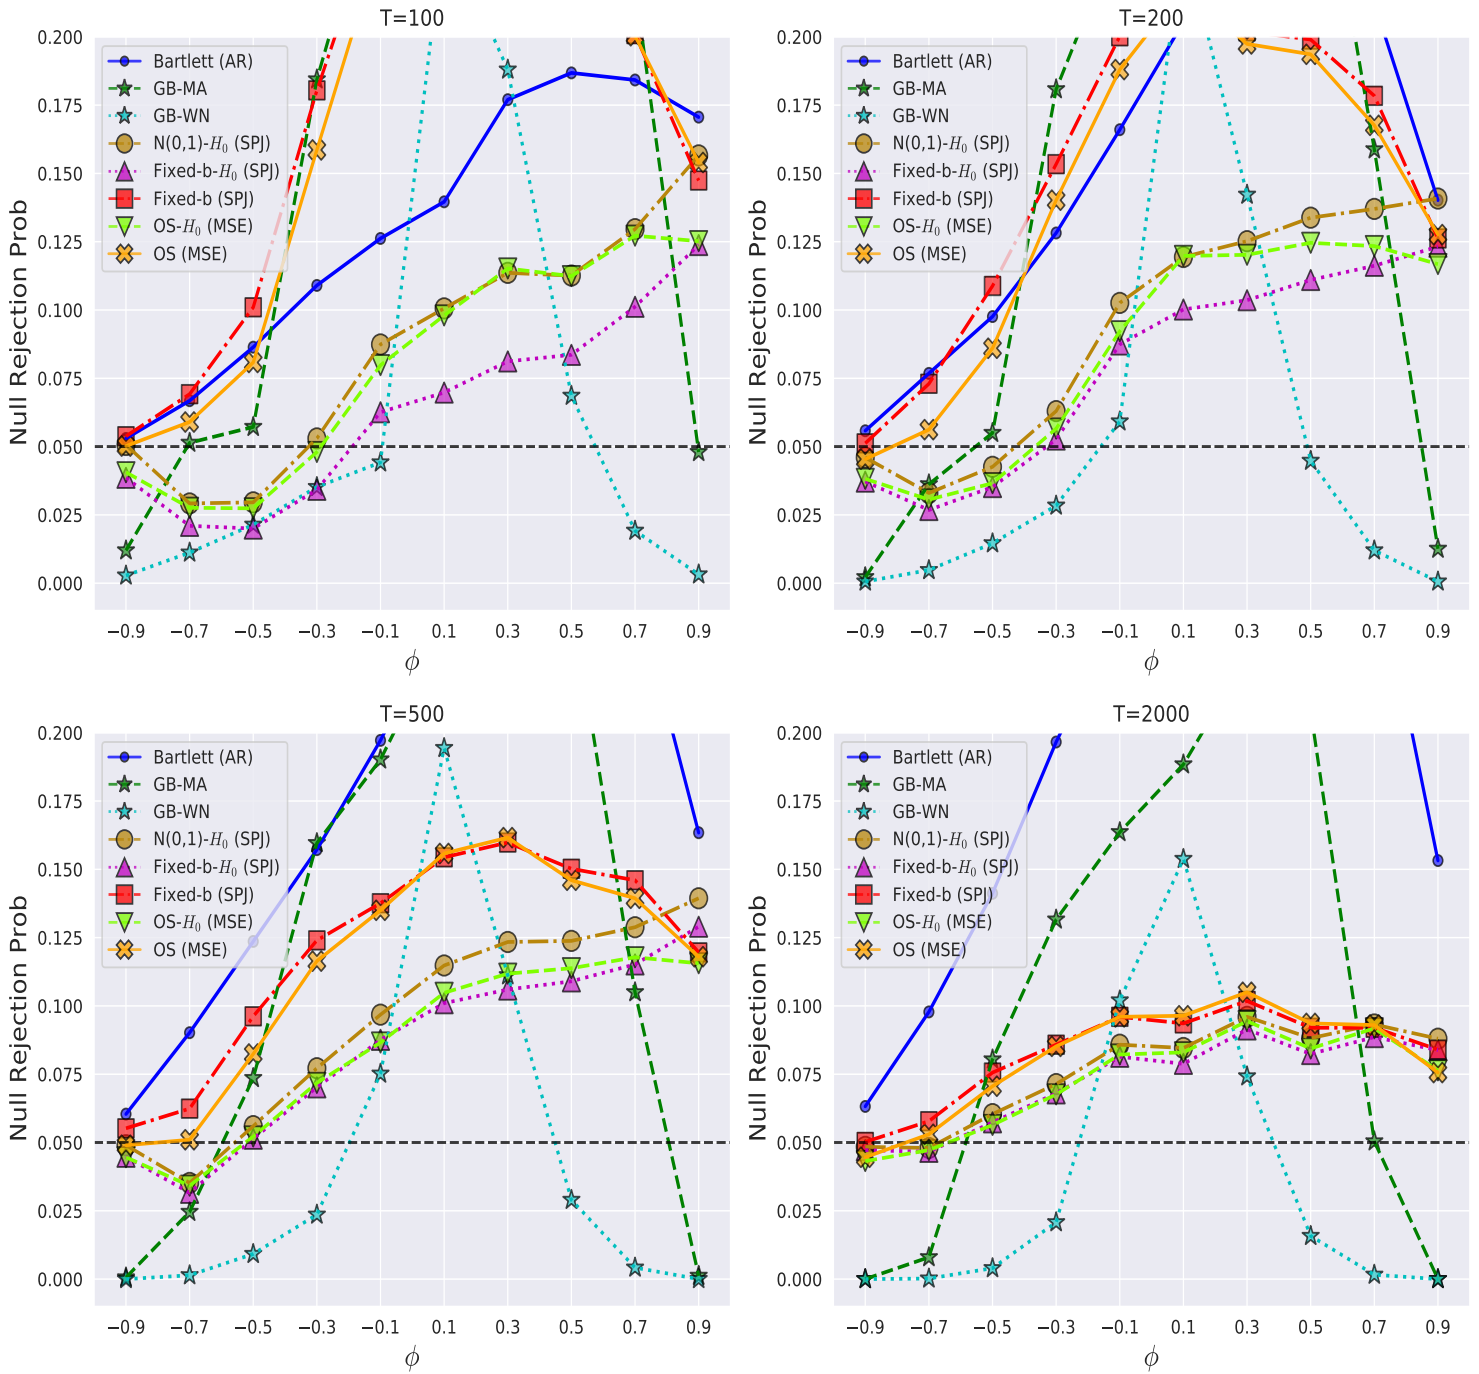 T=100
0.200
0.175
0.150
0.125
0.100
0.075
0.050
0.025
0.000
Null Rejection Prob
Bartlett (AR)
GB-MA
GB-WN
N(0,1)-H₀ (SPJ)
Fixed-b-H₀ (SPJ)
Fixed-b (SPJ)
OS-H₀ (MSE)
OS (MSE)
−0.9 −0.7 −0.5 −0.3 −0.1 0.1 0.3 0.5 0.7 0.9
ϕ
T=200
0.200
0.175
0.150
0.125
0.100
0.075
0.050
0.025
0.000
Null Rejection Prob
Bartlett (AR)
GB-MA
GB-WN
N(0,1)-H₀ (SPJ)
Fixed-b-H₀ (SPJ)
Fixed-b (SPJ)
OS-H₀ (MSE)
OS (MSE)
−0.9 −0.7 −0.5 −0.3 −0.1 0.1 0.3 0.5 0.7 0.9
ϕ
T=500
0.200
0.175
0.150
0.125
0.100
0.075
0.050
0.025
0.000
Null Rejection Prob
Bartlett (AR)
GB-MA
GB-WN
N(0,1)-H₀ (SPJ)
Fixed-b-H₀ (SPJ)
Fixed-b (SPJ)
OS-H₀ (MSE)
OS (MSE)
−0.9 −0.7 −0.5 −0.3 −0.1 0.1 0.3 0.5 0.7 0.9
ϕ
T=2000
0.200
0.175
0.150
0.125
0.100
0.075
0.050
0.025
0.000
Null Rejection Prob
Bartlett (AR)
GB-MA
GB-WN
N(0,1)-H₀ (SPJ)
Fixed-b-H₀ (SPJ)
Fixed-b (SPJ)
OS-H₀ (MSE)
OS (MSE)
−0.9 −0.7 −0.5 −0.3 −0.1 0.1 0.3 0.5 0.7 0.9
ϕ